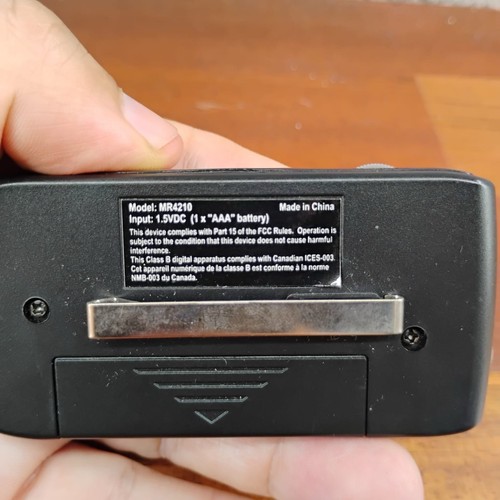 Model: MR4210 Made in China
Input: 1.5VDC (1 x "AAA" battery)
This device complies with Part 15 of the FCC Rules. Operation is
subject to the condition that this device does not cause harmful
interference.
This Class B digital apparatus complies with Canadian ICES-003.
Cet appareil numérique de la classe B est conforme à la norme
NMB-003 du Canada.